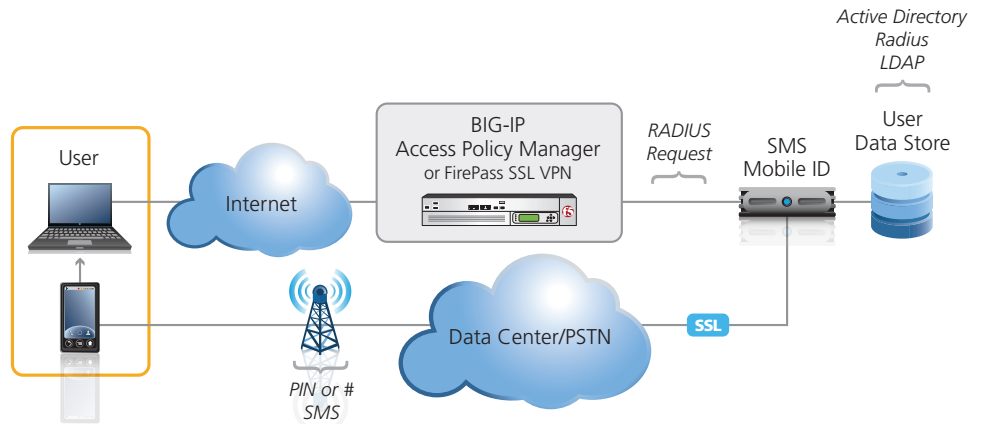 Active Directory
Radius
LDAP
User
BIG-IP
Access Policy Manager
or FirePass SSL VPN
RADIUS
Request
SMS
Mobile ID
User
Data Store
Internet
f5
Data Center/PSTN
SSL
PIN or #
SMS